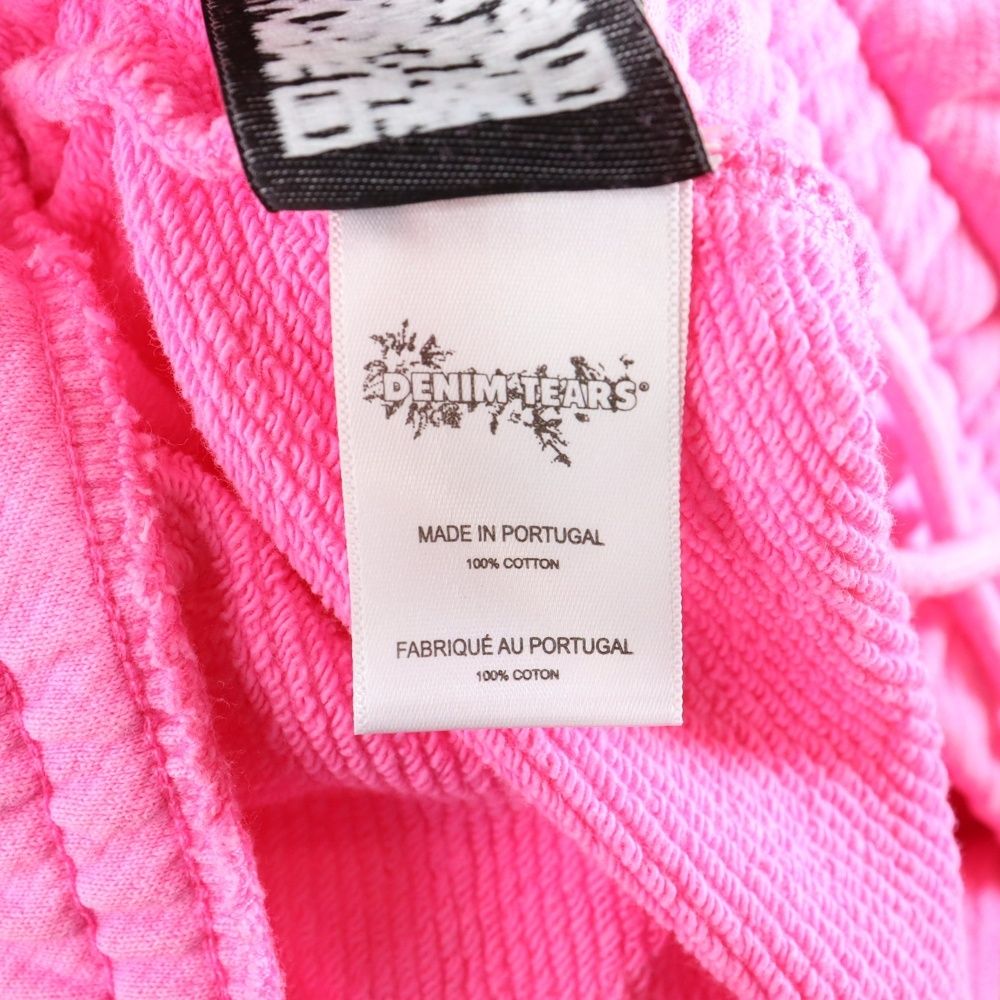 DENIM TEARS®
MADE IN PORTUGAL
100% COTTON
FABRIQUÉ AU PORTUGAL
100% COTON